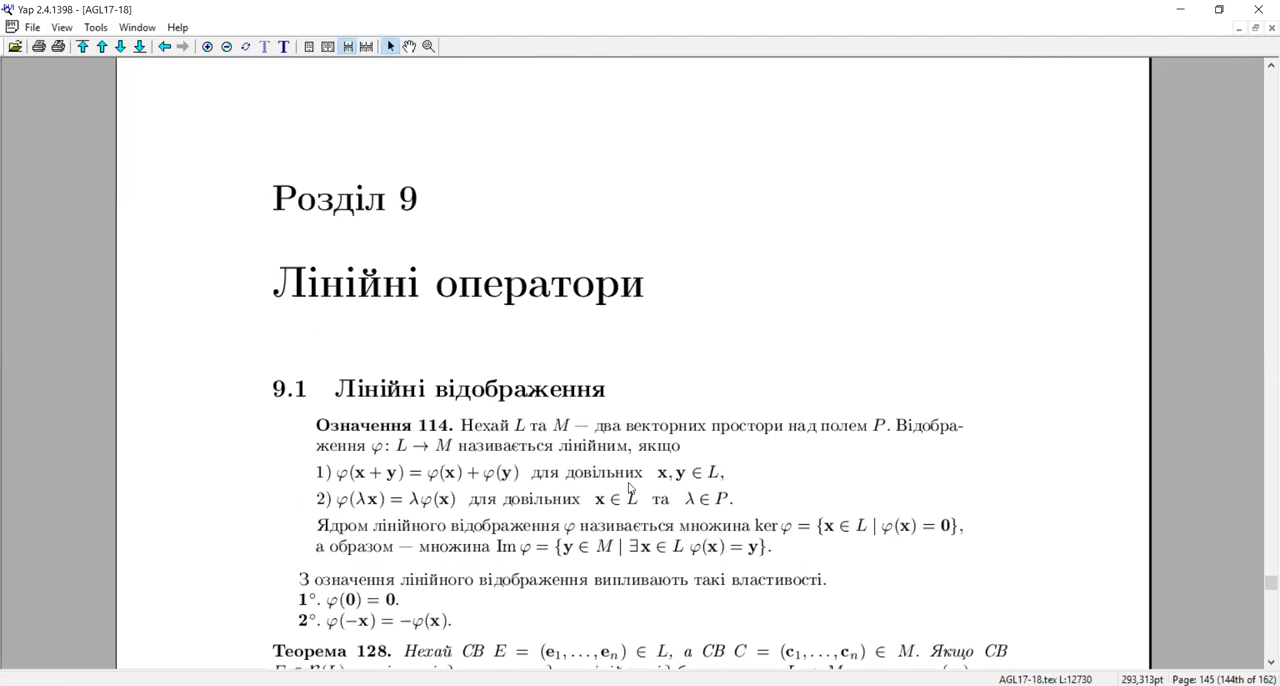 Yap 2.4.1398 - [AGL17-18]
File View Tools Window Help
Розділ 9
Лінійні оператори
9.1 Лінійні відображення
Означення 114. Нехай L та M — два векторних простори над полем P. Відобра-
ження φ: L → M називається лінійним, якщо
1) φ(x + y) = φ(x) + φ(y) для довільних x, y ∈ L,
2) φ(λx) = λφ(x) для довільних x ∈ L та λ ∈ P.
Ядром лінійного відображення φ називається множина ker φ = {x ∈ L | φ(x) = 0},
а образом — множина Im φ = {y ∈ M | ∃x ∈ L φ(x) = y}.
З означення лінійного відображення випливають такі властивості.
1°. φ(0) = 0.
2°. φ(−x) = −φ(x).
Теорема 128. Нехай СВ E = (e₁, . . . , eₙ) ∈ L, а СВ C = (c₁, . . . , cₙ) ∈ M. Якщо СВ
AGL17-18.tex L:12730 293,313pt Page: 145 (144th of 162)